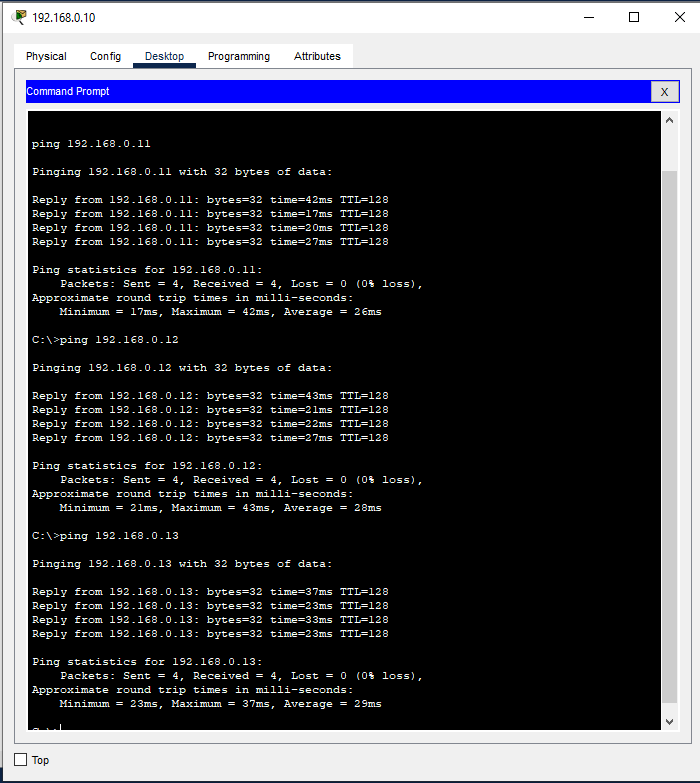 192.168.0.10
Physical Config Desktop Programming Attributes
Command Prompt X
ping 192.168.0.11
Pinging 192.168.0.11 with 32 bytes of data:
Reply from 192.168.0.11: bytes=32 time=42ms TTL=128
Reply from 192.168.0.11: bytes=32 time=17ms TTL=128
Reply from 192.168.0.11: bytes=32 time=20ms TTL=128
Reply from 192.168.0.11: bytes=32 time=27ms TTL=128
Ping statistics for 192.168.0.11:
Packets: Sent = 4, Received = 4, Lost = 0 (0% loss),
Approximate round trip times in milli-seconds:
Minimum = 17ms, Maximum = 42ms, Average = 26ms
C:\>ping 192.168.0.12
Pinging 192.168.0.12 with 32 bytes of data:
Reply from 192.168.0.12: bytes=32 time=43ms TTL=128
Reply from 192.168.0.12: bytes=32 time=21ms TTL=128
Reply from 192.168.0.12: bytes=32 time=22ms TTL=128
Reply from 192.168.0.12: bytes=32 time=27ms TTL=128
Ping statistics for 192.168.0.12:
Packets: Sent = 4, Received = 4, Lost = 0 (0% loss),
Approximate round trip times in milli-seconds:
Minimum = 21ms, Maximum = 43ms, Average = 28ms
C:\>ping 192.168.0.13
Pinging 192.168.0.13 with 32 bytes of data:
Reply from 192.168.0.13: bytes=32 time=37ms TTL=128
Reply from 192.168.0.13: bytes=32 time=23ms TTL=128
Reply from 192.168.0.13: bytes=32 time=33ms TTL=128
Reply from 192.168.0.13: bytes=32 time=23ms TTL=128
Ping statistics for 192.168.0.13:
Packets: Sent = 4, Received = 4, Lost = 0 (0% loss),
Approximate round trip times in milli-seconds:
Minimum = 23ms, Maximum = 37ms, Average = 29ms
Top